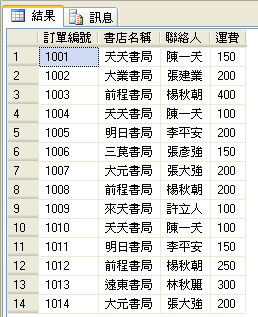 結果 訊息
訂單編號 書店名稱 聯絡人 運費
1 1001 天天書局 陳一天 150
2 1002 大業書局 張建業 200
3 1003 前程書局 楊秋朝 400
4 1004 天天書局 陳一天 100
5 1005 明日書局 李平安 200
6 1006 三萬書局 張彥強 150
7 1007 大元書局 張大強 200
8 1008 前程書局 楊秋朝 200
9 1009 來天書局 許立人 100
10 1010 天天書局 陳一天 100
11 1011 明日書局 李平安 150
12 1012 前程書局 楊秋朝 250
13 1013 遠東書局 林秋麗 300
14 1014 大元書局 張大強 200